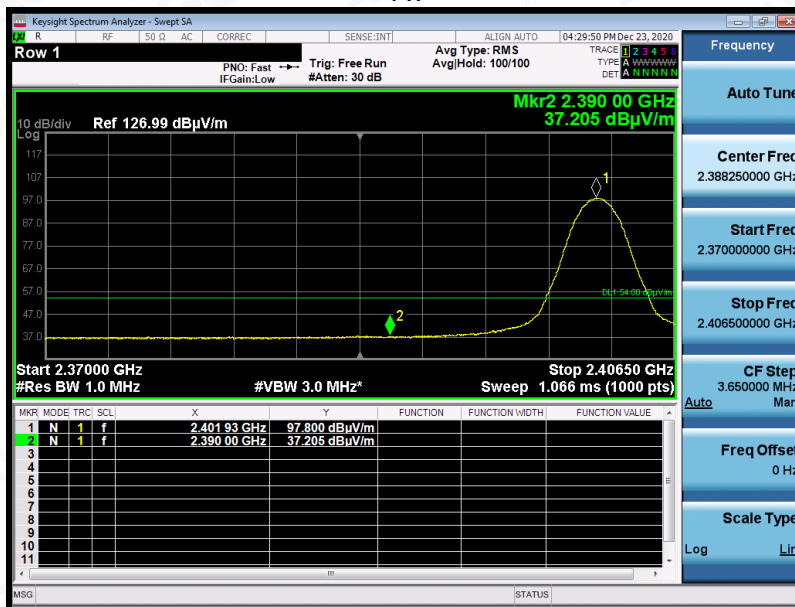 Keysight Spectrum Analyzer - Swept SA
LXI R RF 50 Ω AC CORREC SENSE:INT ALIGN AUTO 04:29:50 PM Dec 23, 2020
Row 1
PNO: Fast
IFGain:Low
Trig: Free Run
#Atten: 30 dB
Avg Type: RMS
Avg|Hold: 100/100
TRACE 1 2 3 4 5 6
TYPE A WWWWW
DET A N N N N N
Mkr2 2.390 00 GHz
37.205 dBµV/m
10 dB/div Ref 126.99 dBµV/m
Log
117
107
97.0
87.0
77.0
67.0
57.0
47.0
37.0
1
2
DL1 54.00 dBµV/m
Start 2.37000 GHz Stop 2.40650 GHz
#Res BW 1.0 MHz #VBW 3.0 MHz* Sweep 1.066 ms (1000 pts)
MKR MODE TRC SCL X Y FUNCTION FUNCTION WIDTH FUNCTION VALUE
1 N 1 f 2.401 93 GHz 97.800 dBµV/m
2 N 1 f 2.390 00 GHz 37.205 dBµV/m
3
4
5
6
7
8
9
10
11
MSG STATUS
Frequency
Auto Tune
Center Freq
2.388250000 GHz
Start Freq
2.370000000 GHz
Stop Freq
2.406500000 GHz
CF Step
3.650000 MHz
Auto Man
Freq Offset
0 Hz
Scale Type
Log Lin